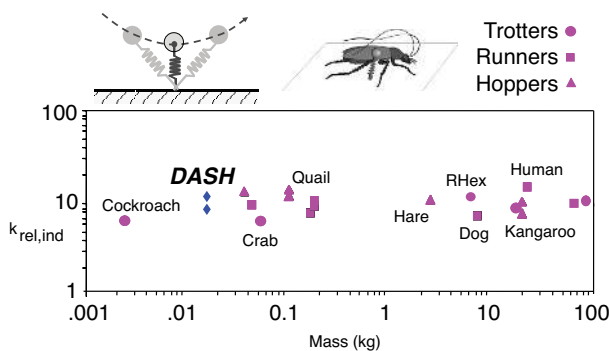 Trotters
Runners
Hoppers
100
10
1
k rel,ind
DASH
Cockroach
Crab
Quail
Hare
RHex
Dog
Human
Kangaroo
.001
.01
0.1
1
10
100
Mass (kg)